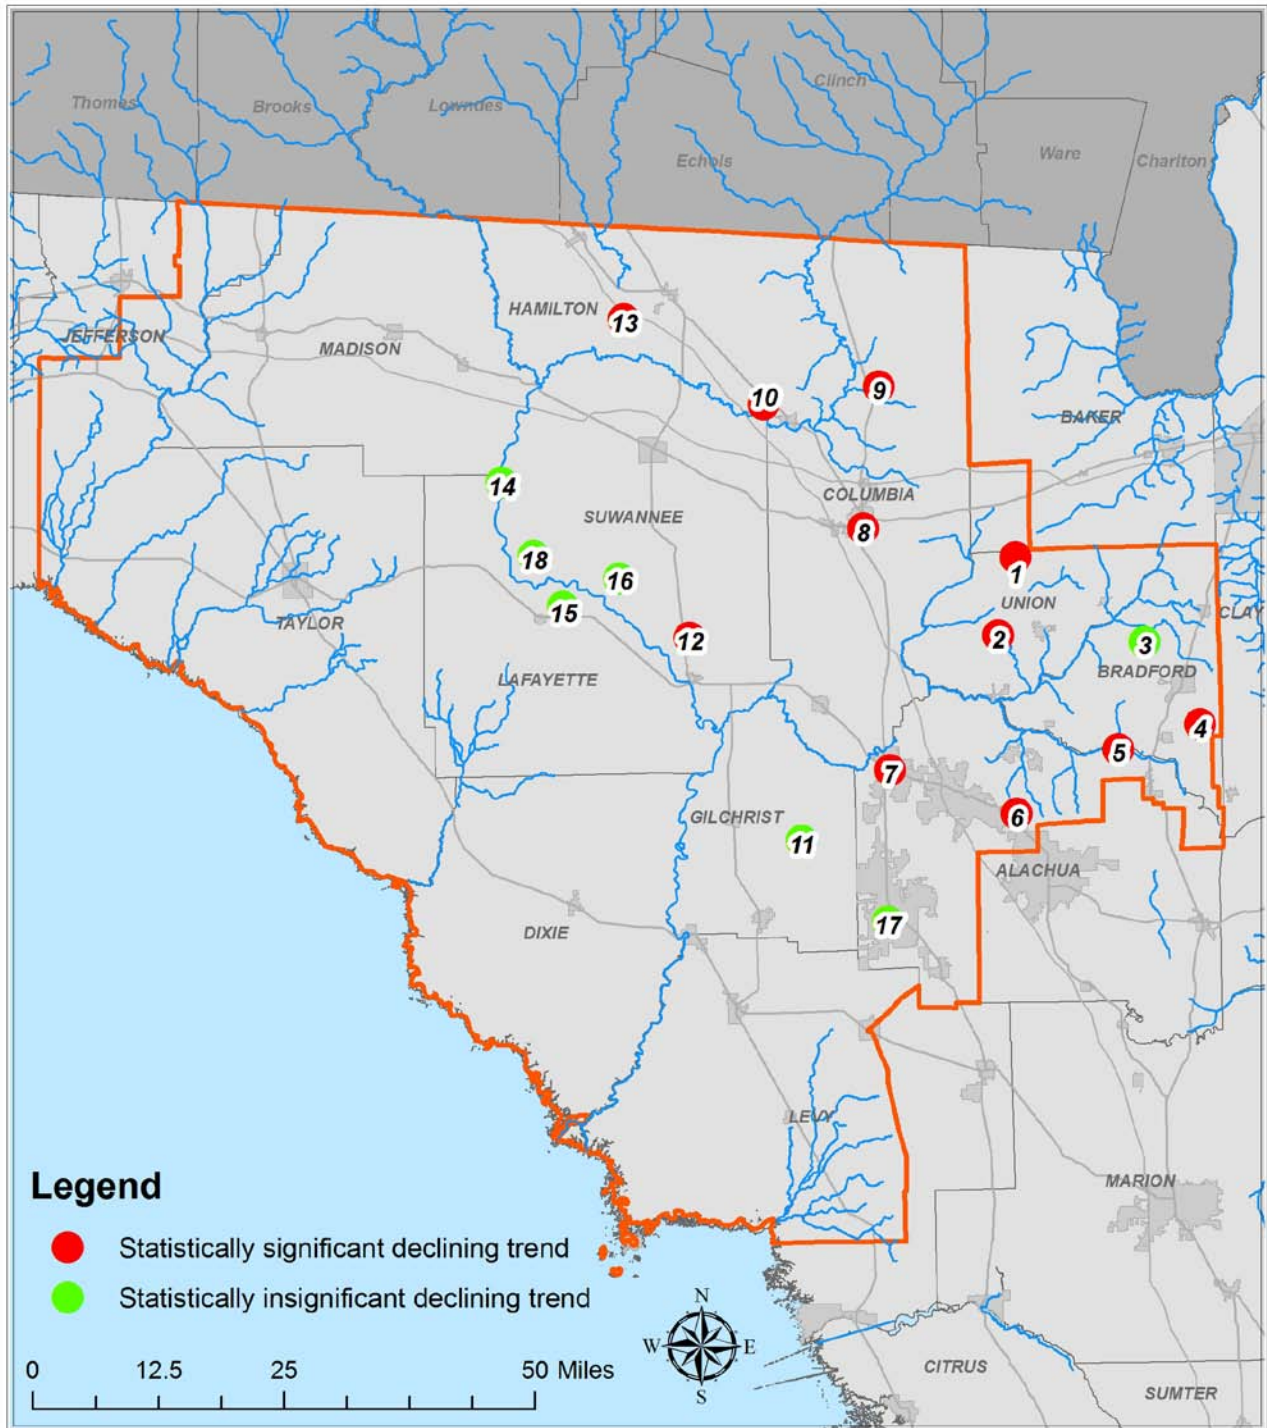 Clinch
Thomas
Brooks
Lowndes
Echols
Ware
Charlton
HAMILTON
13
JEFFERSON
MADISON
10
9
BAKER
14
COLUMBIA
SUWANNEE
8
18
16
1
15
UNION
CLAY
TAYLOR
12
2
3
LAFAYETTE
BRADFORD
4
5
7
GILCHRIST
6
11
ALACHUA
17
DIXIE
LEVY
MARION
Legend
Statistically significant declining trend
Statistically insignificant declining trend
N
W E
S
0 12.5 25 50 Miles
CITRUS
SUMTER